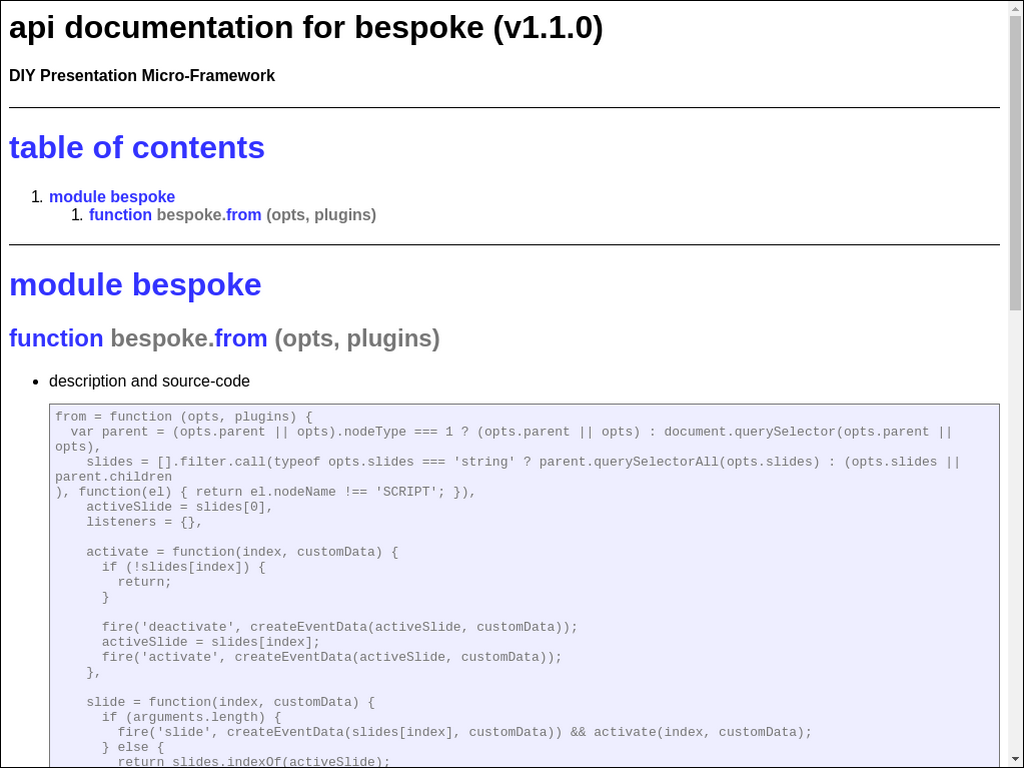 api documentation for bespoke (v1.1.0)
DIY Presentation Micro-Framework
table of contents
1. module bespoke
1. function bespoke.from (opts, plugins)
module bespoke
function bespoke.from (opts, plugins)
• description and source-code
from = function (opts, plugins) {
  var parent = (opts.parent || opts).nodeType === 1 ? (opts.parent || opts) : document.querySelector(opts.parent ||
opts),
    slides = [].filter.call(typeof opts.slides === 'string' ? parent.querySelectorAll(opts.slides) : (opts.slides ||
parent.children
), function(el) { return el.nodeName !== 'SCRIPT'; }),
    activeSlide = slides[0],
    listeners = {},

    activate = function(index, customData) {
      if (!slides[index]) {
        return;
      }

      fire('deactivate', createEventData(activeSlide, customData));
      activeSlide = slides[index];
      fire('activate', createEventData(activeSlide, customData));
    },

    slide = function(index, customData) {
      if (arguments.length) {
        fire('slide', createEventData(slides[index], customData)) && activate(index, customData);
      } else {
        return slides.indexOf(activeSlide);